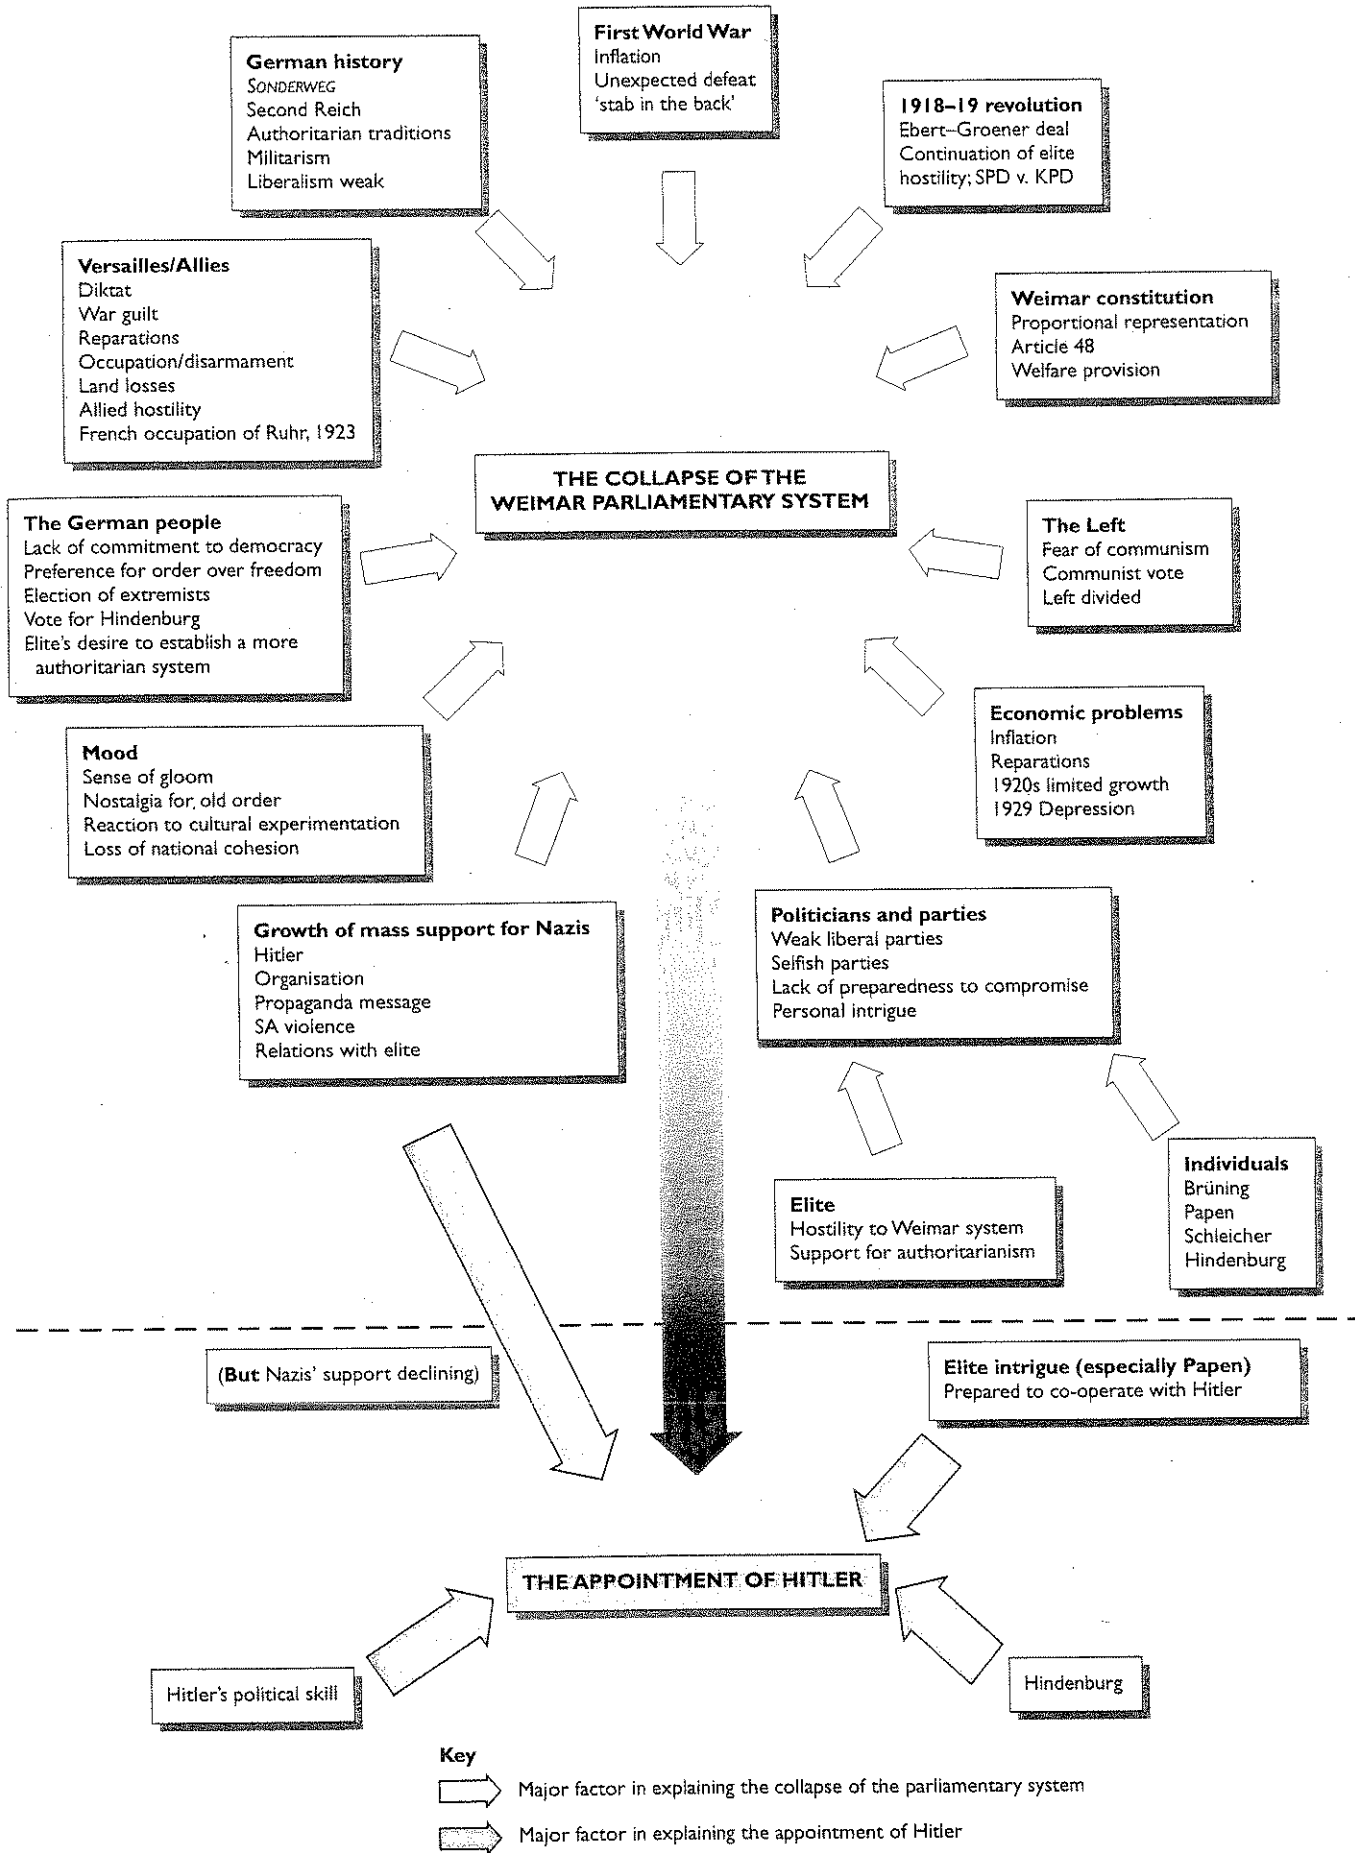 First World War
Inflation
Unexpected defeat
'stab in the back'
German history
SONDERWEG
Second Reich
Authoritarian traditions
Militarism
Liberalism weak
1918–19 revolution
Ebert–Groener deal
Continuation of elite
hostility; SPD v. KPD
Versailles/Allies
Diktat
War guilt
Reparations
Occupation/disarmament
Land losses
Allied hostility
French occupation of Ruhr, 1923
Weimar constitution
Proportional representation
Article 48
Welfare provision
THE COLLAPSE OF THE
WEIMAR PARLIAMENTARY SYSTEM
The German people
Lack of commitment to democracy
Preference for order over freedom
Election of extremists
Vote for Hindenburg
Elite's desire to establish a more
authoritarian system
The Left
Fear of communism
Communist vote
Left divided
Mood
Sense of gloom
Nostalgia for old order
Reaction to cultural experimentation
Loss of national cohesion
Economic problems
Inflation
Reparations
1920s limited growth
1929 Depression
Growth of mass support for Nazis
Hitler
Organisation
Propaganda message
SA violence
Relations with elite
Politicians and parties
Weak liberal parties
Selfish parties
Lack of preparedness to compromise
Personal intrigue
Elite
Hostility to Weimar system
Support for authoritarianism
Individuals
Brüning
Papen
Schleicher
Hindenburg
(But Nazis' support declining)
Elite intrigue (especially Papen)
Prepared to co-operate with Hitler
THE APPOINTMENT OF HITLER
Hitler's political skill
Hindenburg
Key
Major factor in explaining the collapse of the parliamentary system
Major factor in explaining the appointment of Hitler